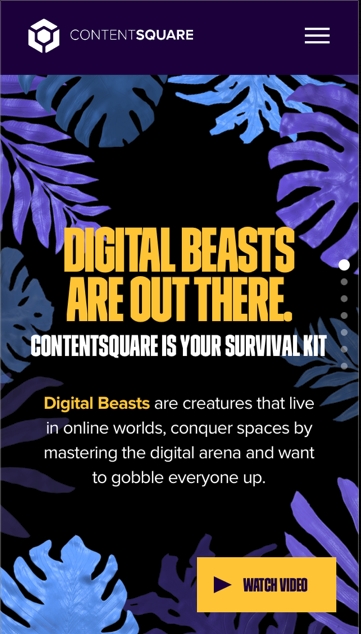 CONTENTSQUARE
DIGITAL BEASTS
ARE OUT THERE.
CONTENTSQUARE IS YOUR SURVIVAL KIT
Digital Beasts are creatures that live
in online worlds, conquer spaces by
mastering the digital arena and want
to gobble everyone up.
WATCH VIDEO